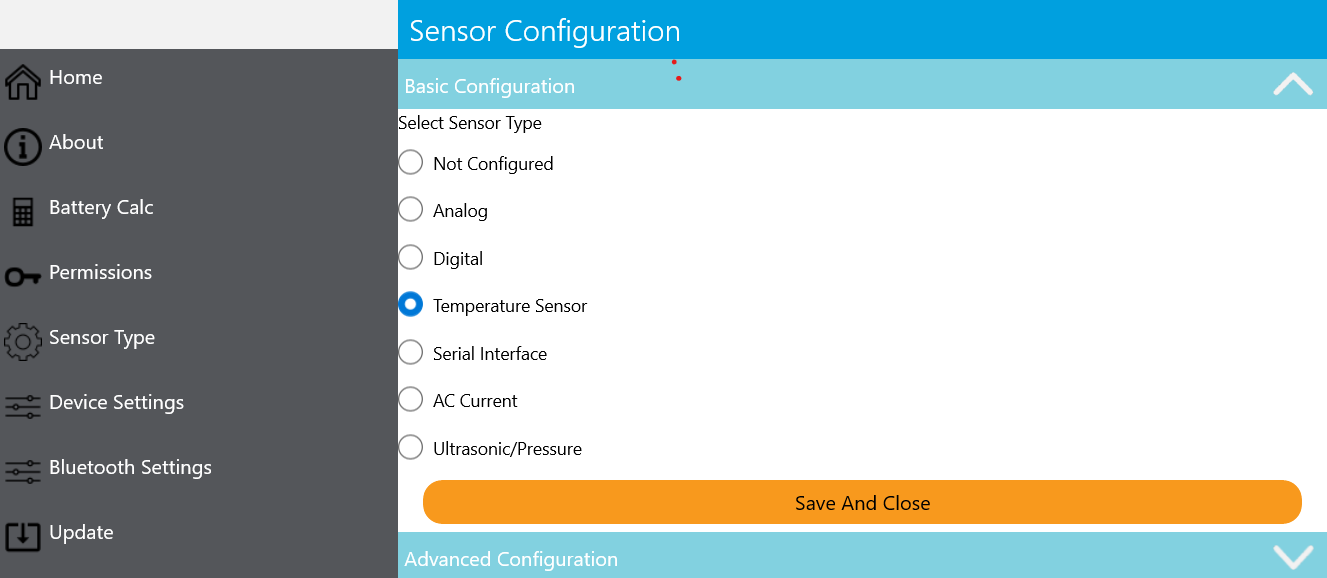 Sensor Configuration
Home
Basic Configuration
Select Sensor Type
About
Not Configured
Battery Calc
Analog
Digital
Permissions
Temperature Sensor
Sensor Type
Serial Interface
Device Settings
AC Current
Ultrasonic/Pressure
Bluetooth Settings
Save And Close
Update
Advanced Configuration